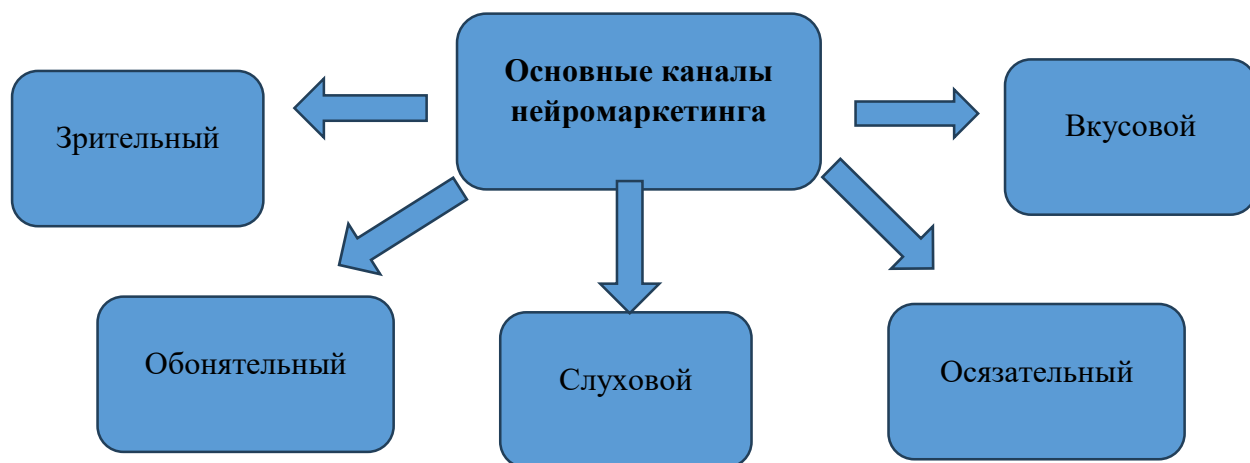 Основные каналы
нейромаркетинга
Зрительный
Вкусовой
Обонятельный
Слуховой
Осязательный